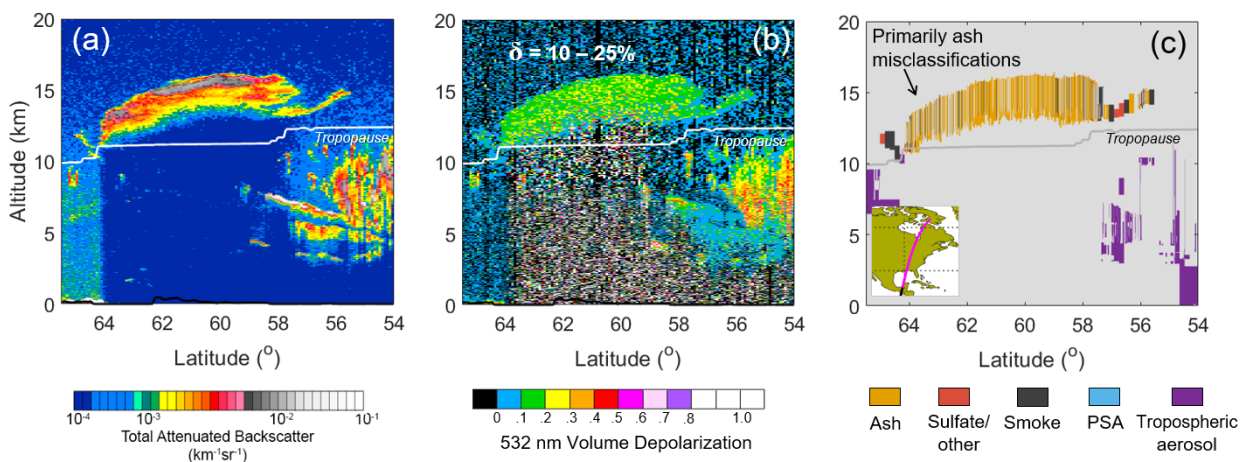 (a)
20
15
10
5
0
Altitude (km)
Tropopause
64
62
60
58
56
54
Latitude (°)
10⁻⁴
10⁻³
10⁻²
10⁻¹
Total Attenuated Backscatter
(km⁻¹sr⁻¹)
(b)
δ = 10 – 25%
20
15
10
5
0
Tropopause
64
62
60
58
56
54
Latitude (°)
0 .1 .2 .3 .4 .5 .6 .7 .8 1.0
532 nm Volume Depolarization
(c)
Primarily ash
misclassifications
20
15
10
5
0
Tropopause
64
62
60
58
56
54
Latitude (°)
Ash
Sulfate/
other
Smoke
PSA
Tropospheric
aerosol